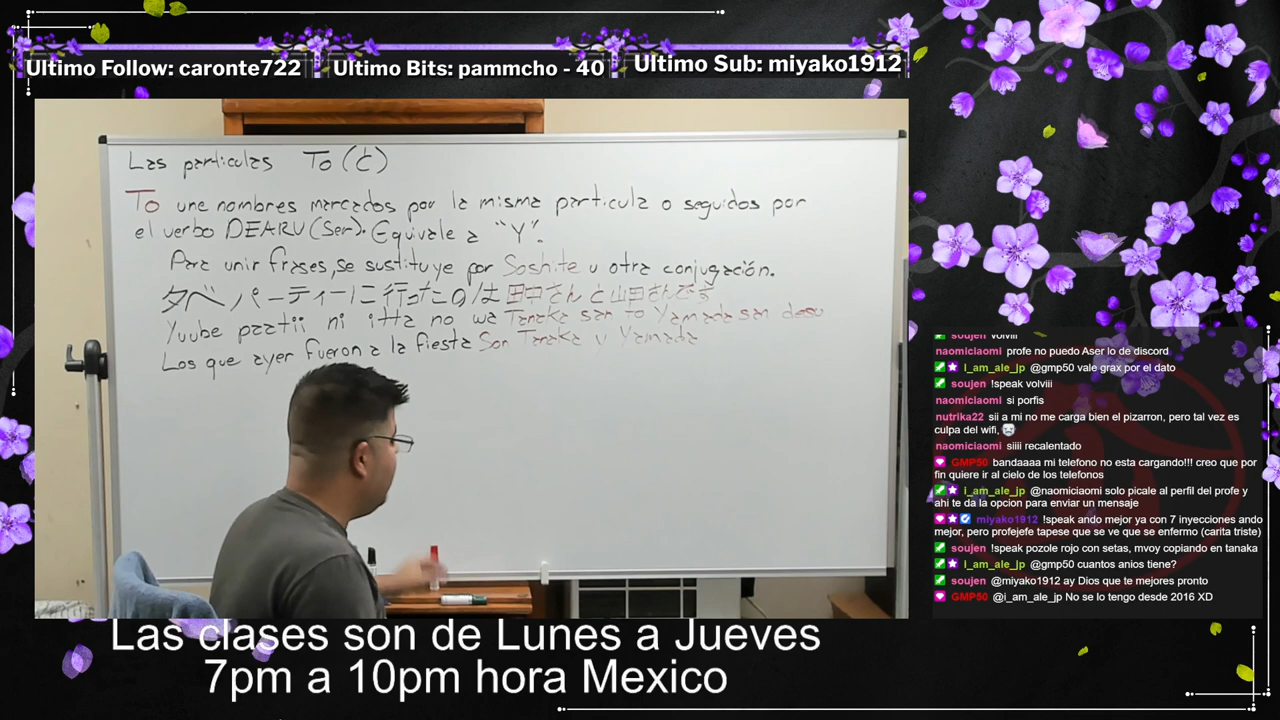 Ultimo Follow: caronte722
Ultimo Bits: pammcho - 40
Ultimo Sub: miyako1912
Las particulas To (と)
To une nombres marcados por la misma particula o seguidos por
el verbo DEARU (Ser). Equivale a "Y".
Para unir frases, se sustituye por Soshite u otra conjugación.
夕べ パーティーに行ったのは田中さんと山田さんです
Yuube paatii ni itta no wa Tanaka san to Yamada san desu
Los que ayer fueron a la fiesta Son Tanaka y Yamada
soujen volviii
naomiciaomi profe no puedo Aser lo de discord
i_am_ale_jp @gmp50 vale grax por el dato
soujen !speak volviii
naomiciaomi si porfis
nutrika22 sii a mi no me carga bien el pizarron, pero tal vez es
culpa del wifi,
naomiciaomi siiii recalentado
GMP50 bandaaaa mi telefono no esta cargando!!! creo que por
fin quiere ir al cielo de los telefonos
i_am_ale_jp @naomiciaomi solo picale al perfil del profe y
ahi te da la opcion para enviar un mensaje
miyako1912 !speak ando mejor ya con 7 inyecciones ando
mejor, pero profejefe tapese que se ve que se enfermo (carita triste)
soujen !speak pozole rojo con setas, mvoy copiando en tanaka
i_am_ale_jp @gmp50 cuantos anios tiene?
soujen @miyako1912 ay Dios que te mejores pronto
GMP50 @i_am_ale_jp No se lo tengo desde 2016 XD
Las clases son de Lunes a Jueves
7pm a 10pm hora Mexico